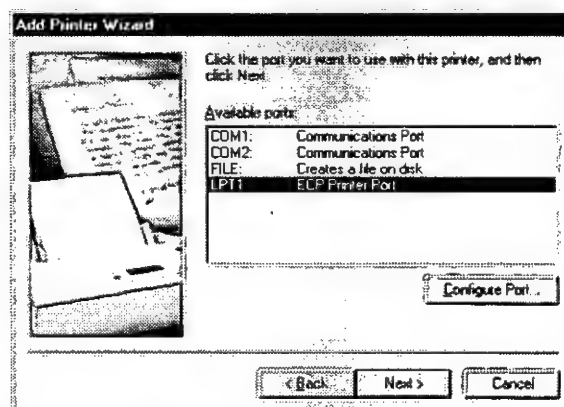 Add Printer Wizard
Click the port you want to use with this printer, and then
click Next.
Available ports:
COM1: Communications Port
COM2: Communications Port
FILE: Creates a file on disk
LPT1: ECP Printer Port
Configure Port...
< Back
Next >
Cancel